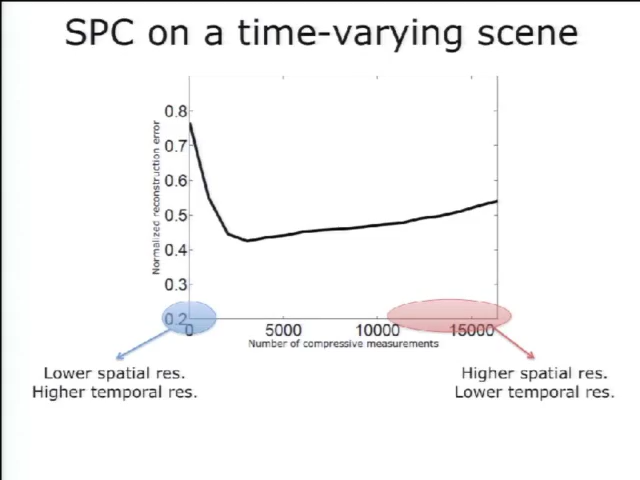 SPC on a time-varying scene
Normalized reconstruction error
0.8
0.7
0.6
0.5
0.4
0.3
0.2
0 5000 10000 15000
Number of compressive measurements
Lower spatial res.
Higher temporal res.
Higher spatial res.
Lower temporal res.